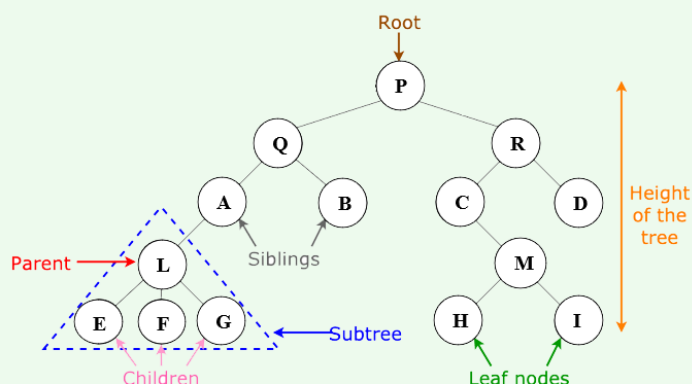 Root
P
Q
R
A
B
C
D
Height
of the
tree
Siblings
Parent
L
M
E
F
G
H
I
Subtree
Children
Leaf nodes